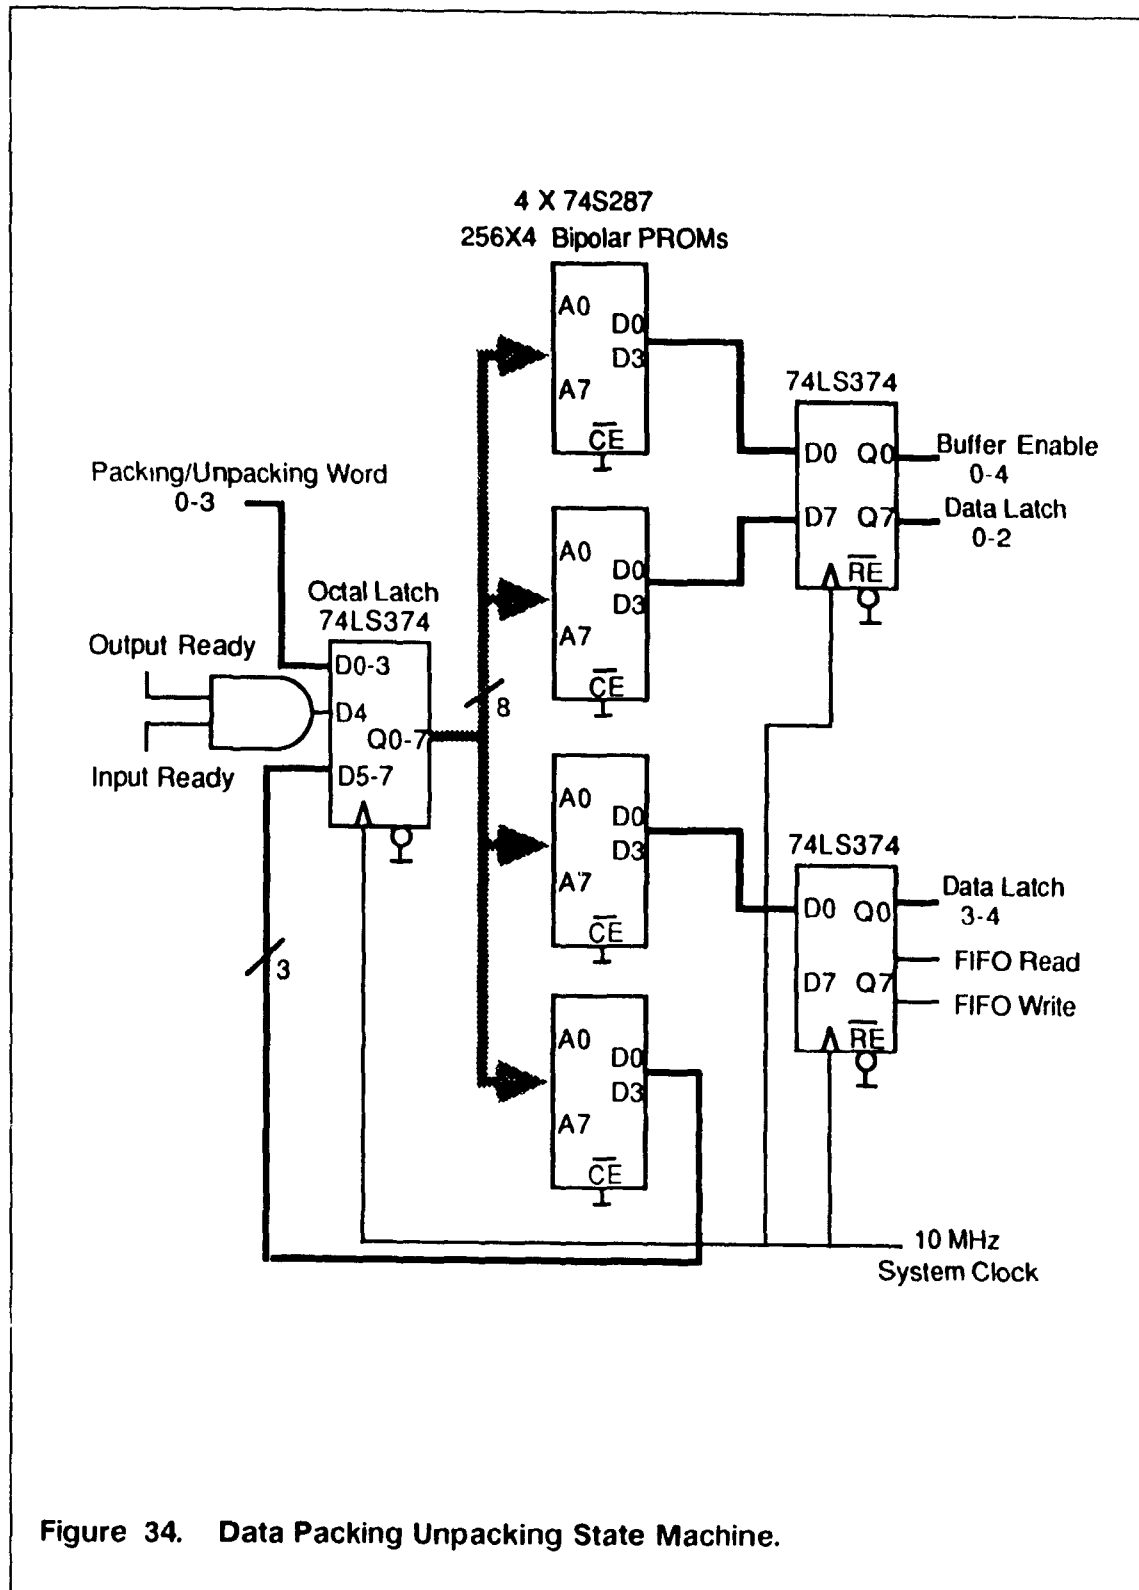 4 X 74S287
256X4 Bipolar PROMs
A0
D0
D3
A7
CE
74LS374
D0 Q0
D7 Q7
RE
Buffer Enable
0-4
Data Latch
0-2
Packing/Unpacking Word
0-3
A0
D0
D3
A7
CE
Octal Latch
74LS374
Output Ready
D0-3
D4
Q0-7
D5-7
Input Ready
8
A0
D0
D3
A7
CE
74LS374
D0 Q0
D7 Q7
RE
Data Latch
3-4
FIFO Read
FIFO Write
3
A0
D0
D3
A7
CE
10 MHz
System Clock
Figure 34. Data Packing Unpacking State Machine.